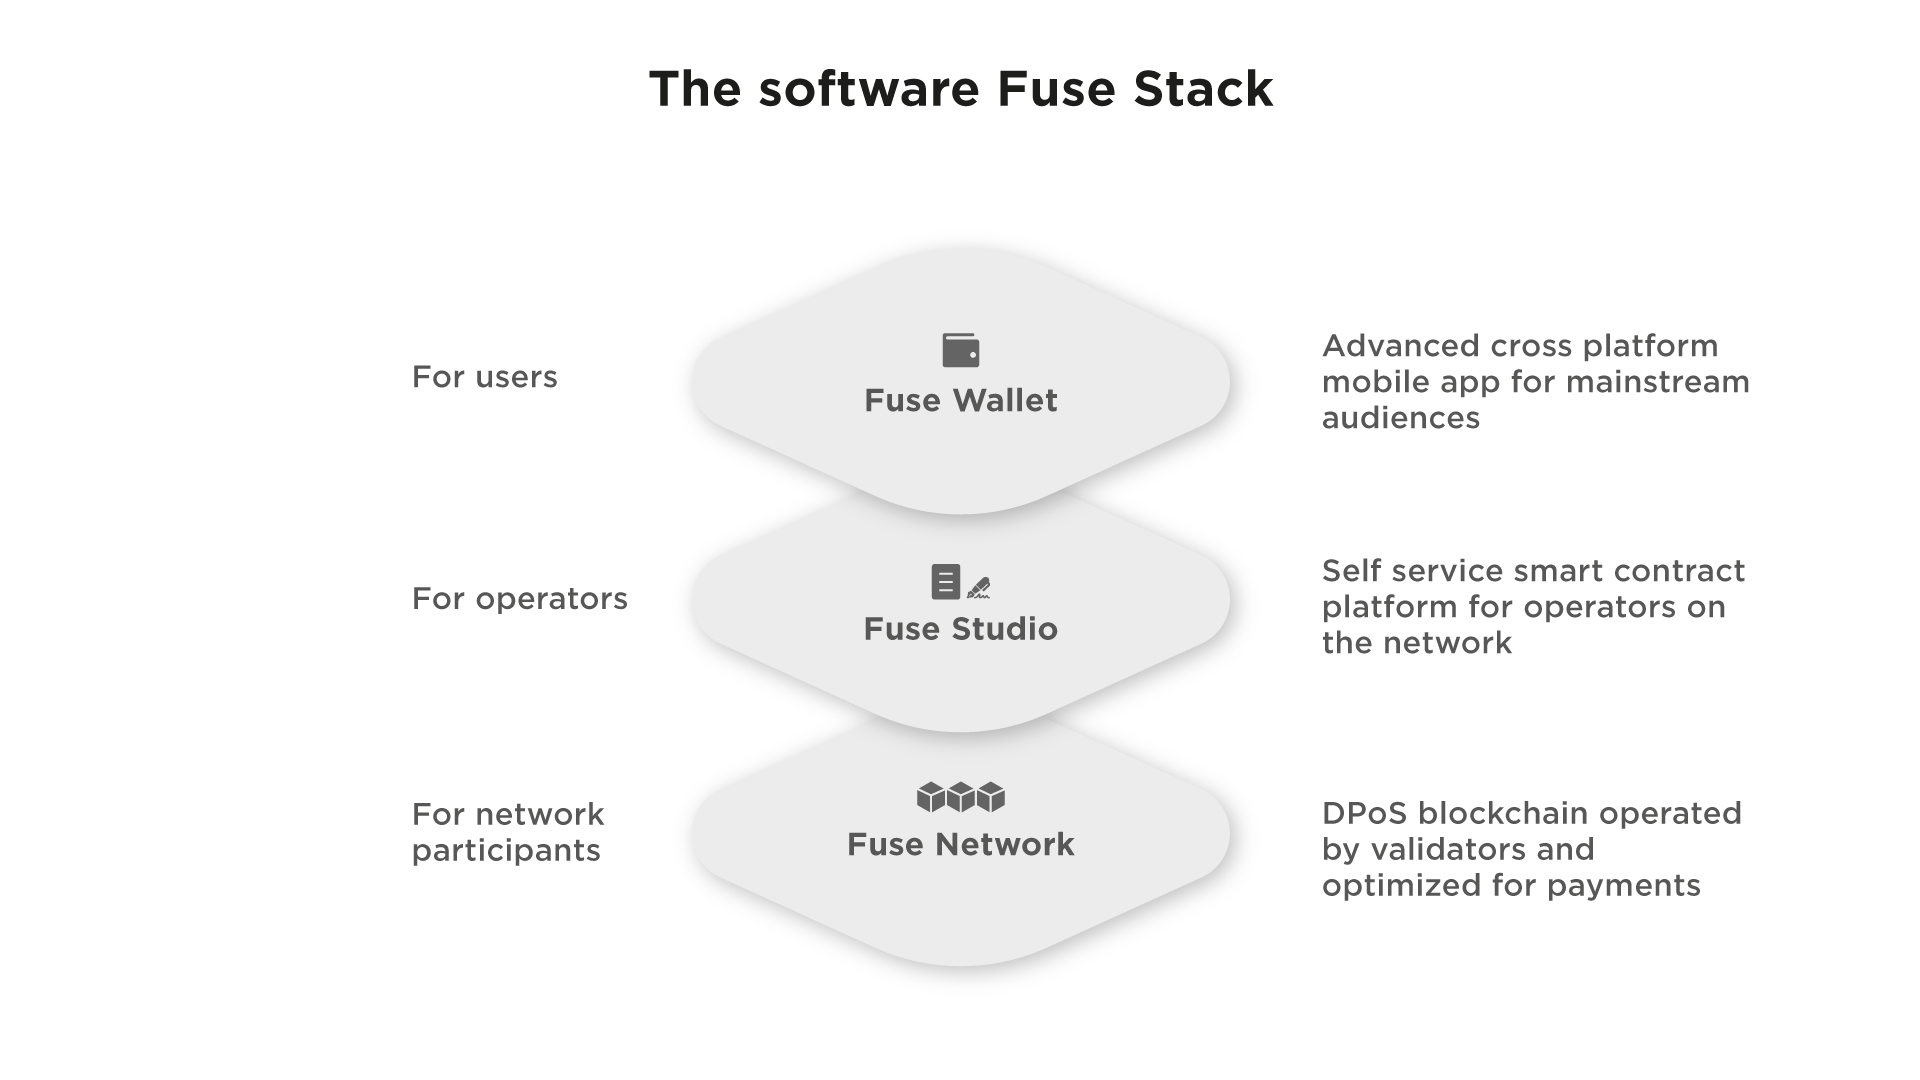 The software Fuse Stack
For users
Fuse Wallet
Advanced cross platform
mobile app for mainstream
audiences
For operators
Fuse Studio
Self service smart contract
platform for operators on
the network
For network
participants
Fuse Network
DPoS blockchain operated
by validators and
optimized for payments